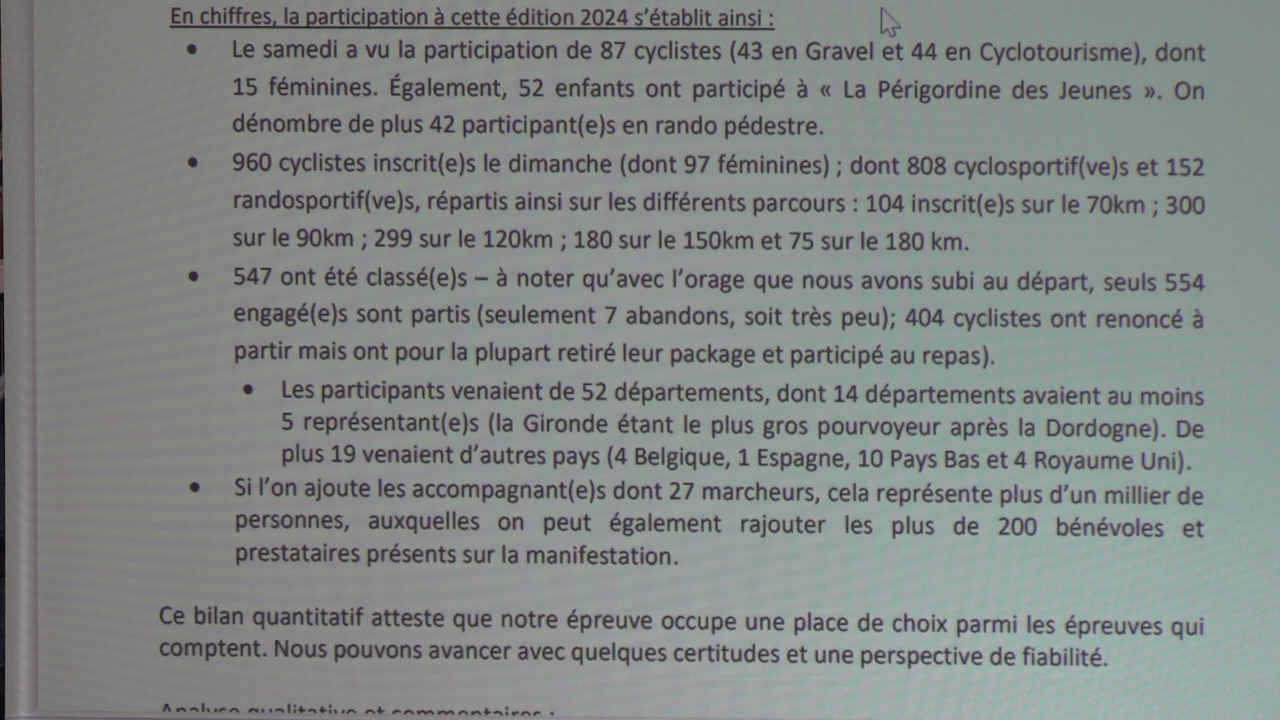 En chiffres, la participation à cette édition 2024 s'établit ainsi :
• Le samedi a vu la participation de 87 cyclistes (43 en Gravel et 44 en Cyclotourisme), dont
15 féminines. Également, 52 enfants ont participé à « La Périgordine des Jeunes ». On
dénombre de plus 42 participant(e)s en rando pédestre.
• 960 cyclistes inscrit(e)s le dimanche (dont 97 féminines) ; dont 808 cyclosportif(ve)s et 152
randosportif(ve)s, répartis ainsi sur les différents parcours : 104 inscrit(e)s sur le 70km ; 300
sur le 90km ; 299 sur le 120km ; 180 sur le 150km et 75 sur le 180 km.
• 547 ont été classé(e)s – à noter qu'avec l'orage que nous avons subi au départ, seuls 554
engagé(e)s sont partis (seulement 7 abandons, soit très peu); 404 cyclistes ont renoncé à
partir mais ont pour la plupart retiré leur package et participé au repas).
• Les participants venaient de 52 départements, dont 14 départements avaient au moins
5 représentant(e)s (la Gironde étant le plus gros pourvoyeur après la Dordogne). De
plus 19 venaient d'autres pays (4 Belgique, 1 Espagne, 10 Pays Bas et 4 Royaume Uni).
• Si l'on ajoute les accompagnant(e)s dont 27 marcheurs, cela représente plus d'un millier de
personnes, auxquelles on peut également rajouter les plus de 200 bénévoles et
prestataires présents sur la manifestation.
Ce bilan quantitatif atteste que notre épreuve occupe une place de choix parmi les épreuves qui
comptent. Nous pouvons avancer avec quelques certitudes et une perspective de fiabilité.
Analyse qualitative et commentaires :